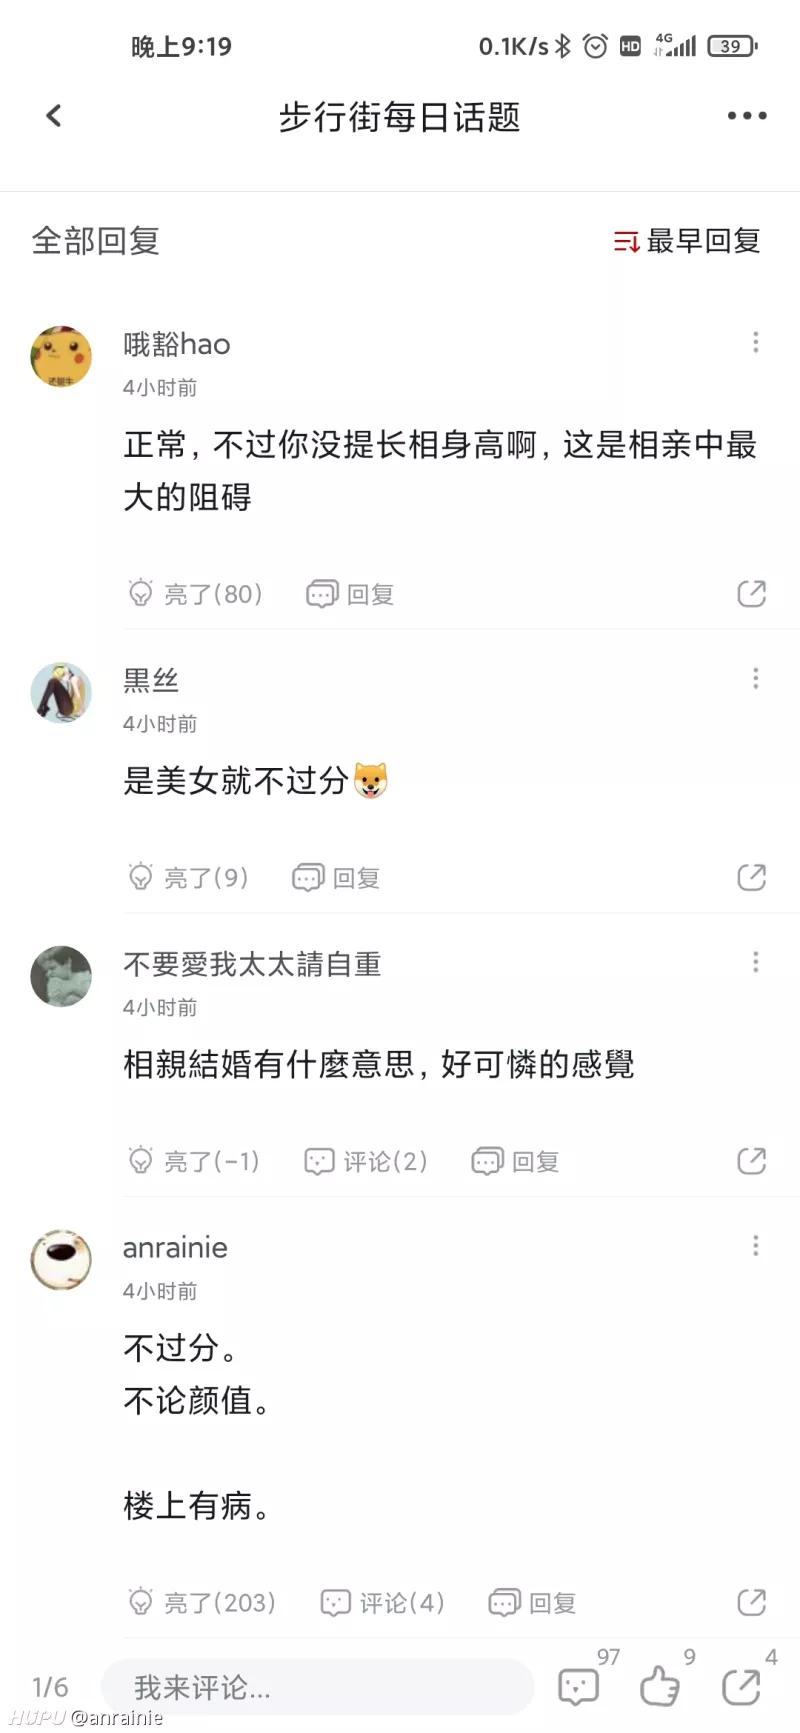 晚上9:19
0.1K/s HD 4G 39
步行街每日话题
全部回复
最早回复
哦豁hao
4小时前
正常，不过你没提长相身高啊，这是相亲中最
大的阻碍
亮了(80) 回复
黒丝
4小时前
是美女就不过分
亮了(9) 回复
不要愛我太太請自重
4小时前
相親結婚有什麼意思，好可憐的感覺
亮了(-1) 评论(2) 回复
anrainie
4小时前
不过分。
不论颜值。
楼上有病。
亮了(203) 评论(4) 回复
1/6 我来评论... 97 9 4
HUPU @anrainie